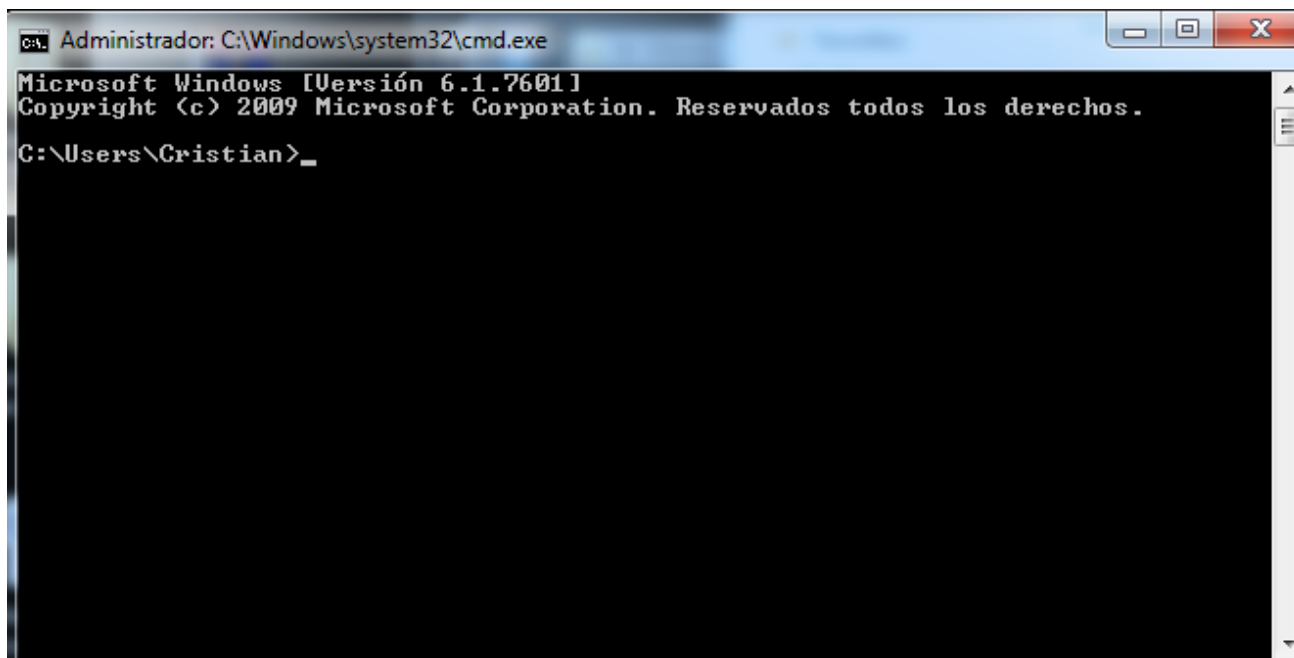 Administrador: C:\Windows\system32\cmd.exe
Microsoft Windows [Versión 6.1.7601]
Copyright (c) 2009 Microsoft Corporation. Reservados todos los derechos.
C:\Users\Cristian>_